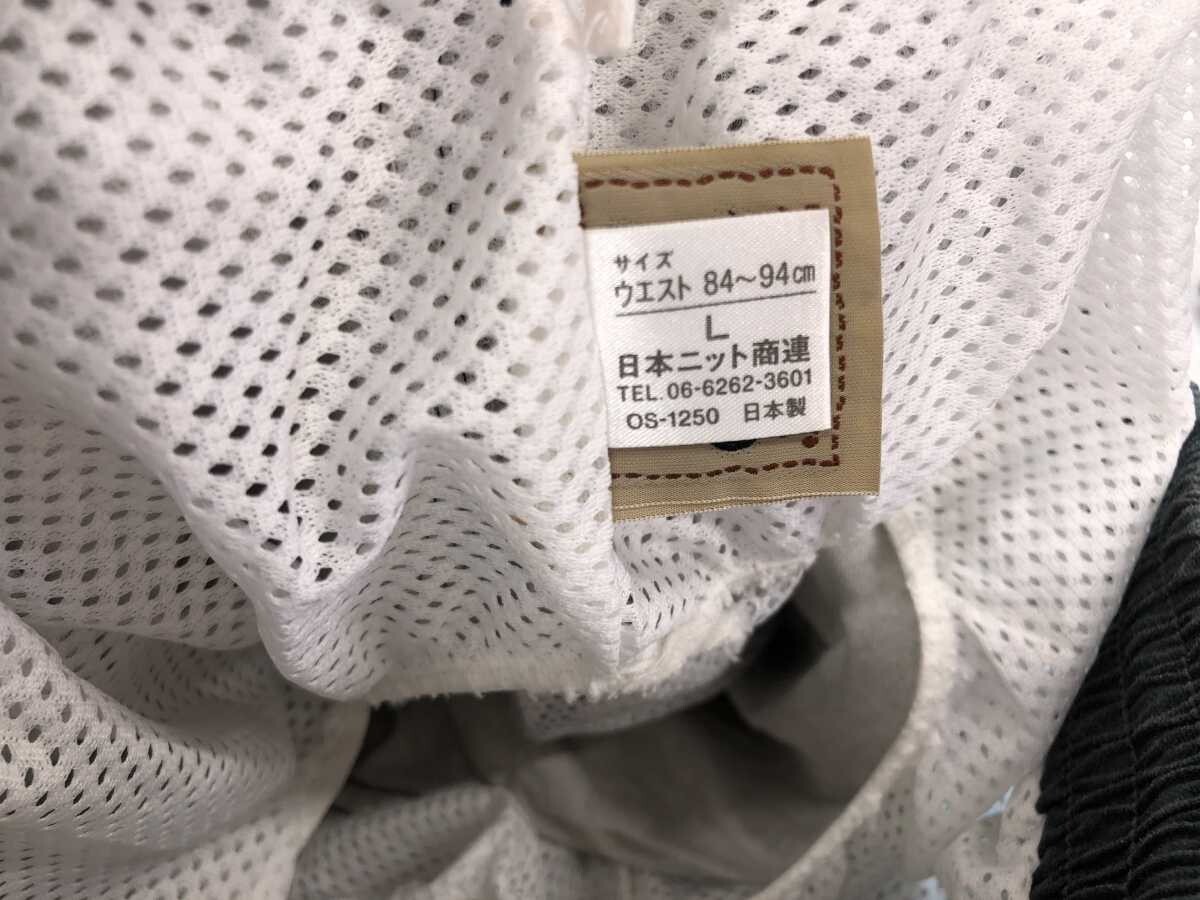 サイズ
ウエスト 84～94cm
L
日本ニット商連
TEL. 06-6262-3601
OS-1250 日本製